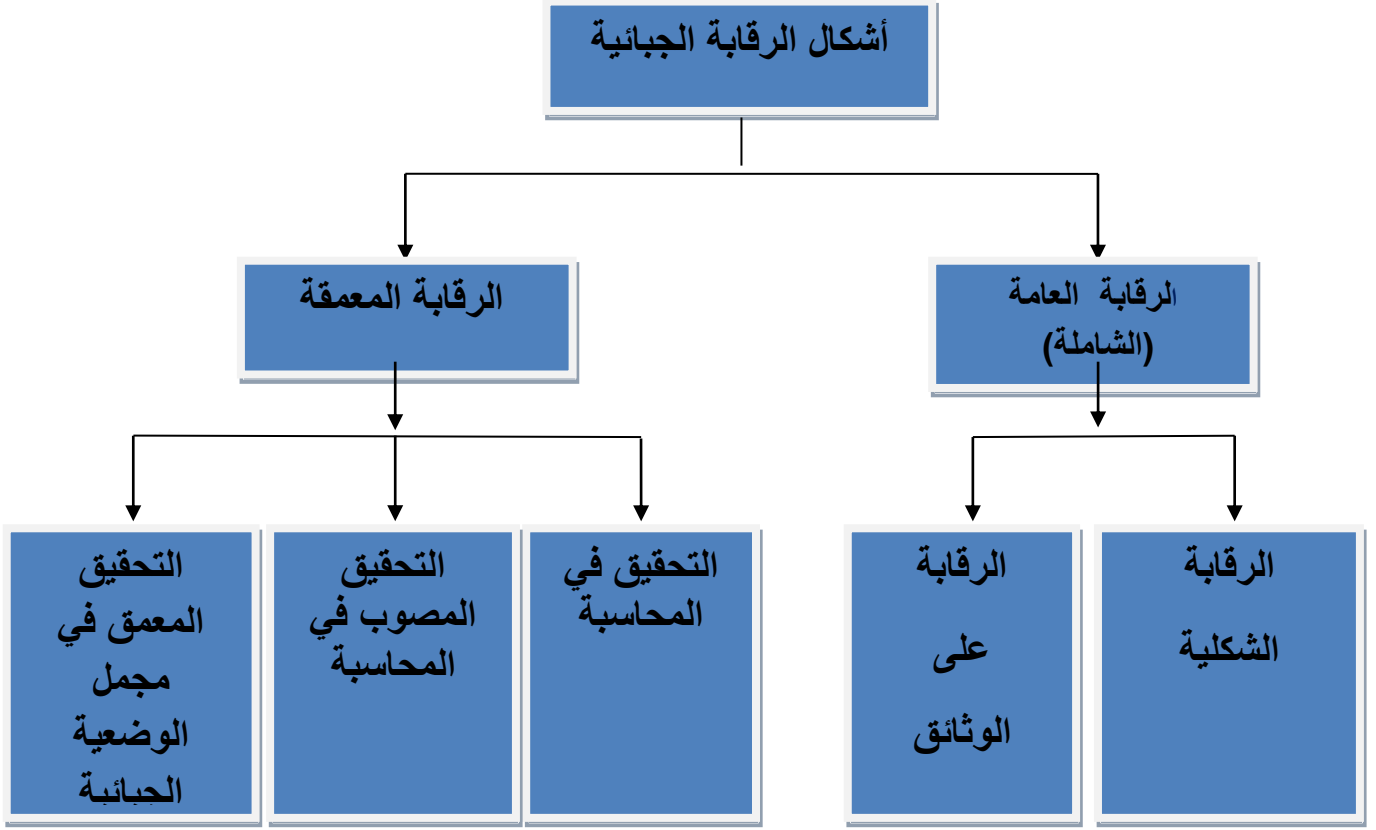 أشكال الرقابة الجبائية
الرقابة العامة
(الشاملة)
الرقابة المعمقة
الرقابة
الشكلية
الرقابة
على
الوثائق
التحقيق في
المحاسبة
التحقيق
المصوب في
المحاسبة
التحقيق
المعمق في
مجمل
الوضعية
الجبائية